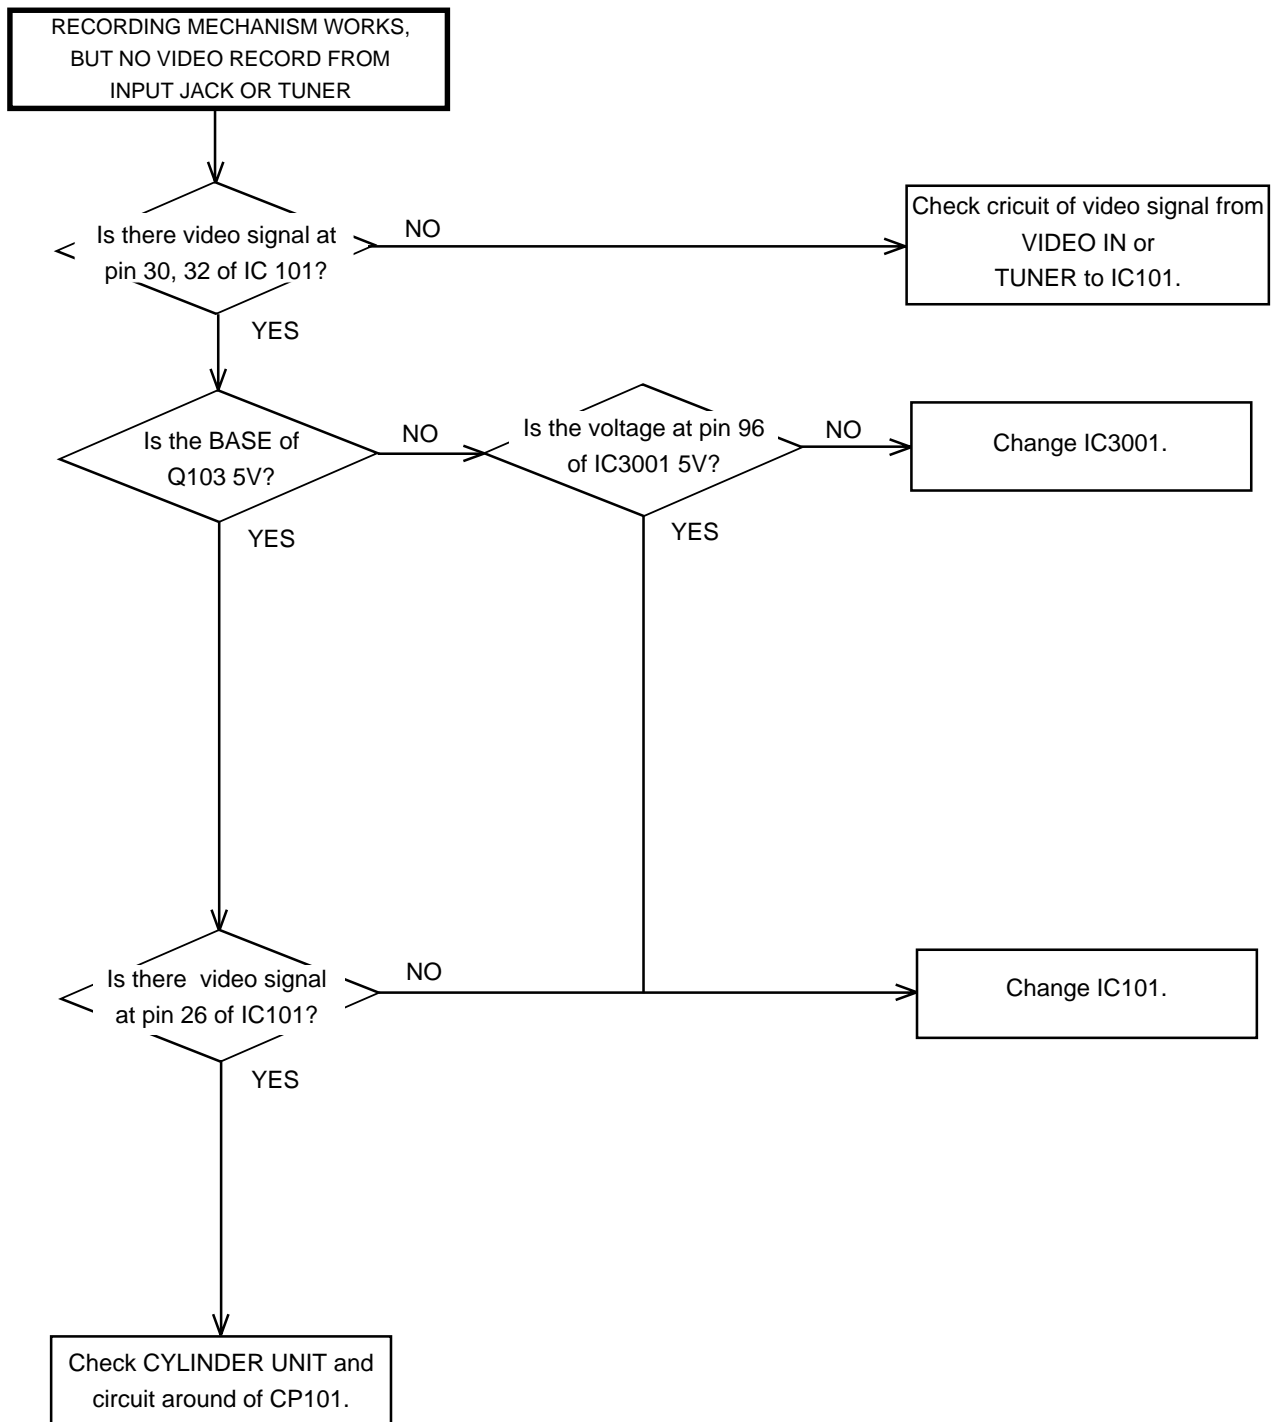 RECORDING MECHANISM WORKS,
BUT NO VIDEO RECORD FROM
INPUT JACK OR TUNER
Is there video signal at
pin 30, 32 of IC 101?
NO
Check cricuit of video signal from
VIDEO IN or
TUNER to IC101.
YES
Is the BASE of
Q103 5V?
NO
Is the voltage at pin 96
of IC3001 5V?
NO
Change IC3001.
YES
YES
Is there  video signal
at pin 26 of IC101?
NO
Change IC101.
YES
Check CYLINDER UNIT and
circuit around of CP101.